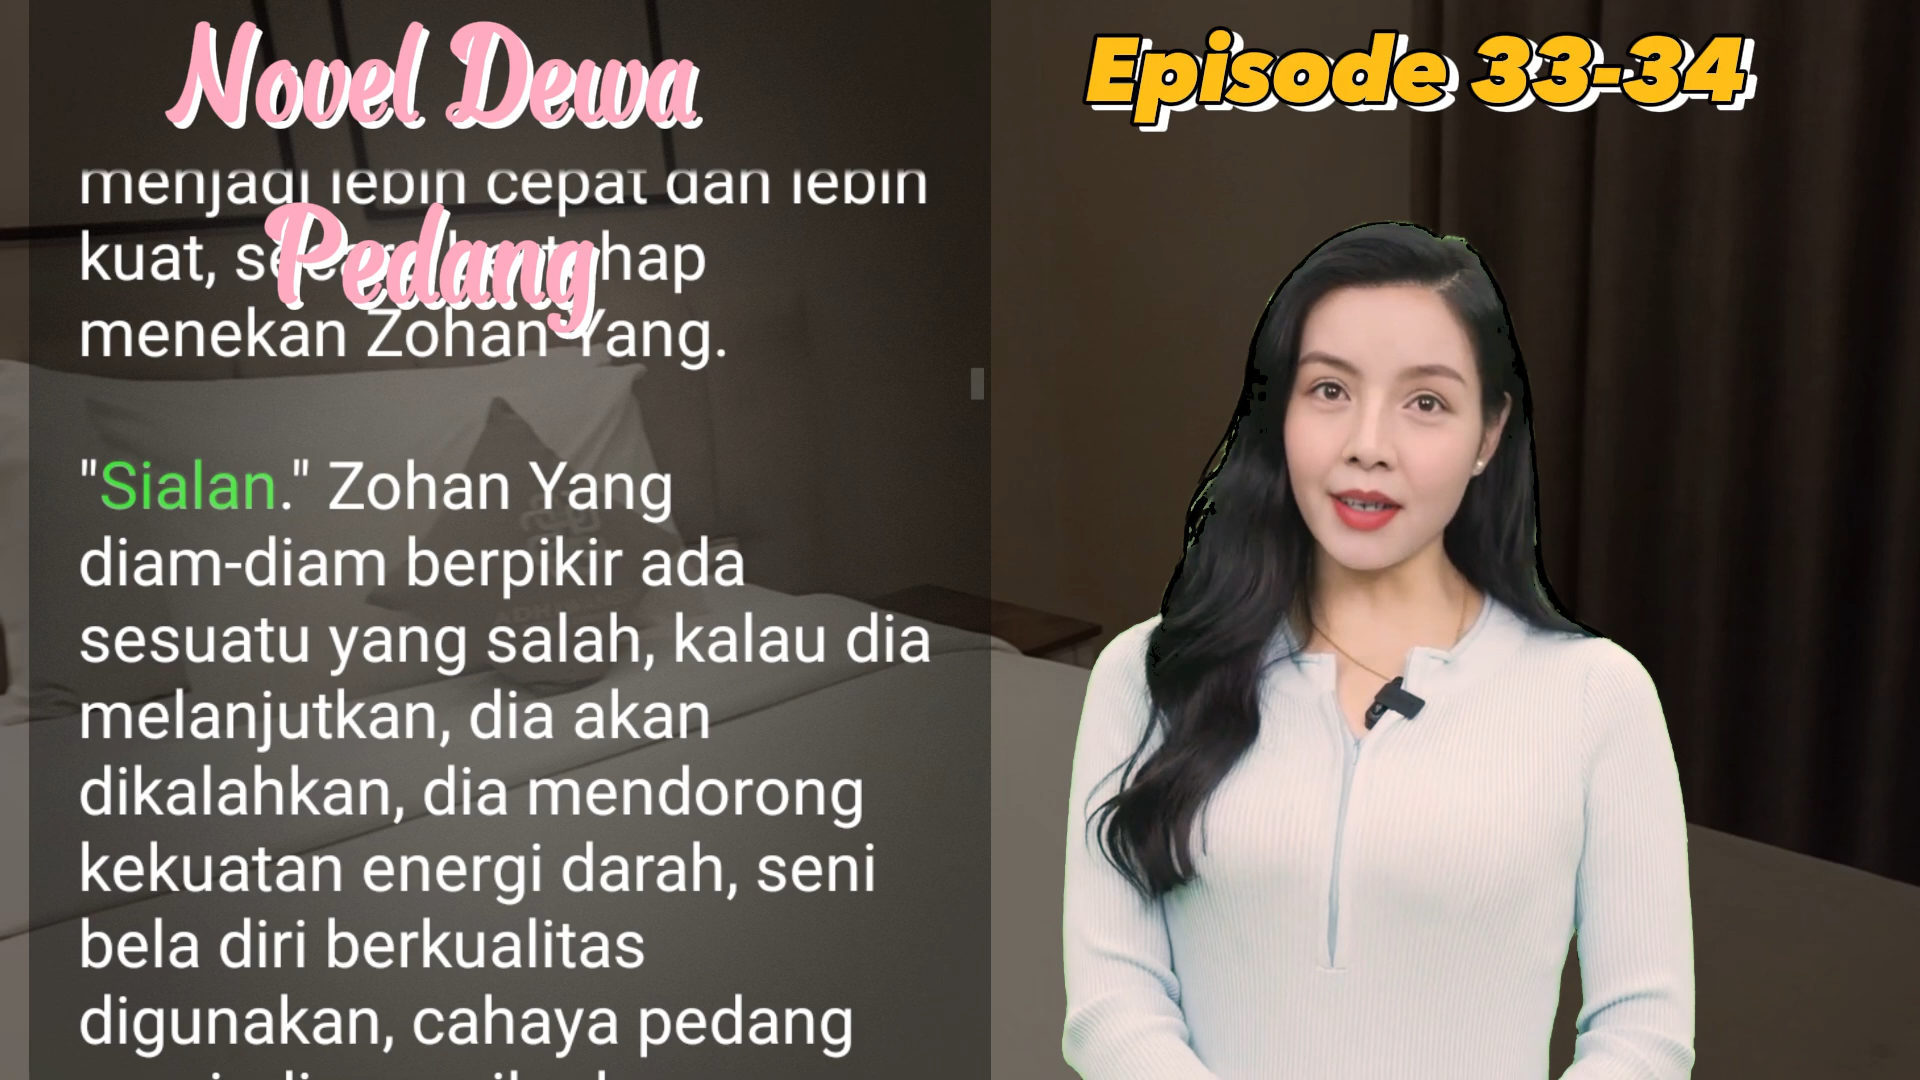 Novel Dewa
Pedang
Episode 33-34
menjadi lebih cepat dan lebih
kuat, secara bertahap
menekan Zohan Yang.
"Sialan." Zohan Yang
diam-diam berpikir ada
sesuatu yang salah, kalau dia
melanjutkan, dia akan
dikalahkan, dia mendorong
kekuatan energi darah, seni
bela diri berkualitas
digunakan, cahaya pedang